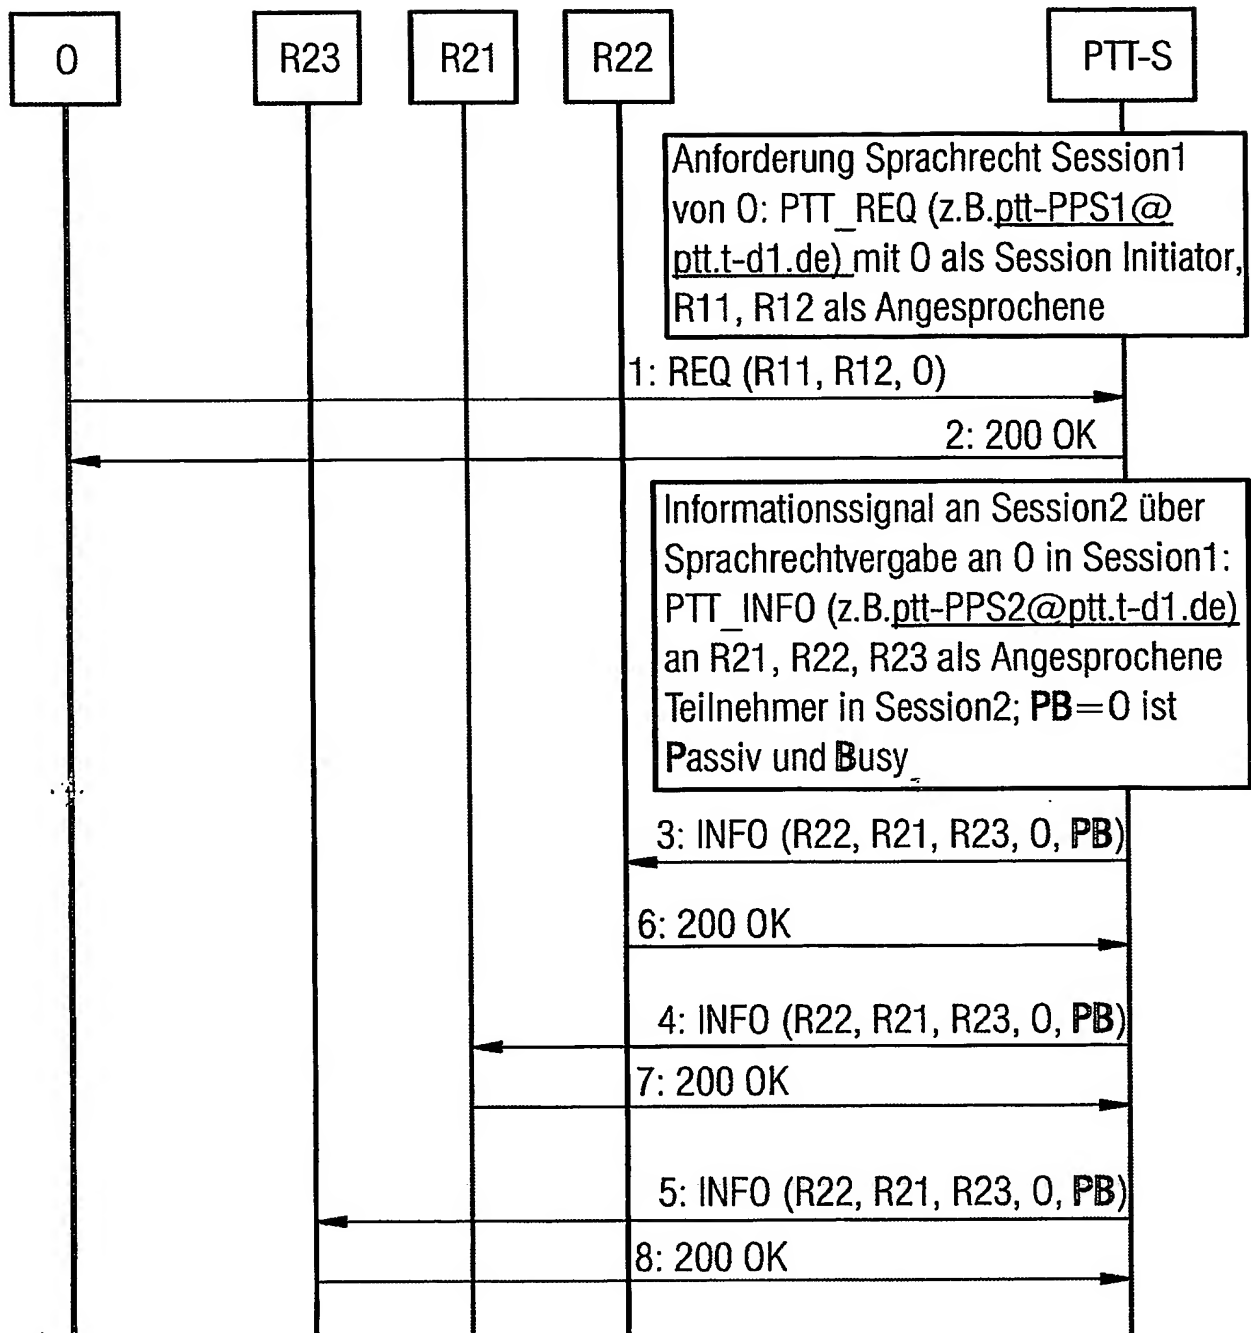 O
R23
R21
R22
PTT-S
Anforderung Sprachrecht Session1
von O: PTT_REQ (z.B.ptt-PPS1@
ptt.t-d1.de) mit O als Session Initiator,
R11, R12 als Angesprochene
1: REQ (R11, R12, O)
2: 200 OK
Informationssignal an Session2 über
Sprachrechtvergabe an O in Session1:
PTT_INFO (z.B.ptt-PPS2@ptt.t-d1.de)
an R21, R22, R23 als Angesprochene
Teilnehmer in Session2; PB=O ist
Passiv und Busy
3: INFO (R22, R21, R23, O, PB)
6: 200 OK
4: INFO (R22, R21, R23, O, PB)
7: 200 OK
5: INFO (R22, R21, R23, O, PB)
8: 200 OK